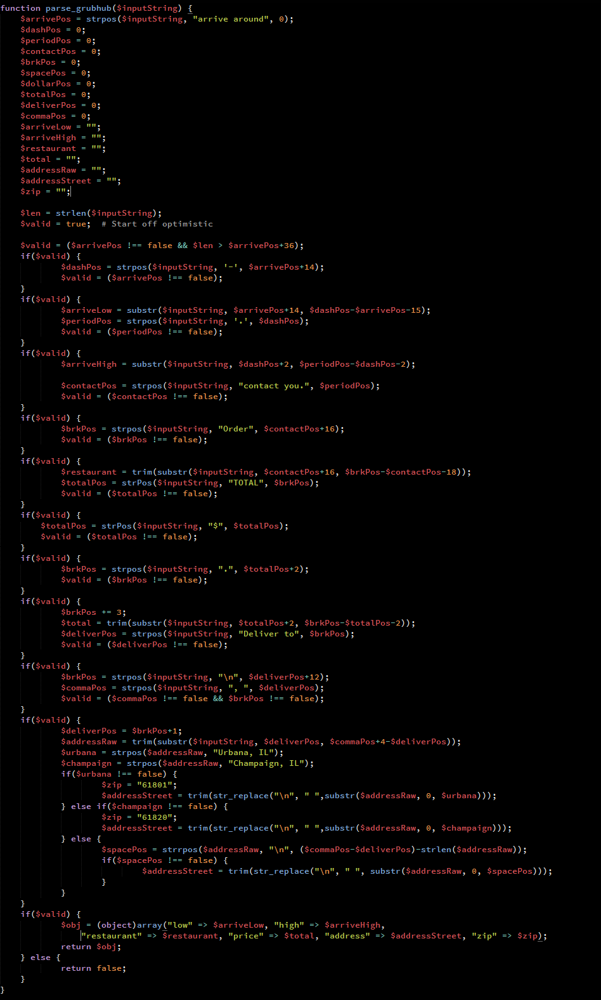 function parse_grubhub($inputString) {
    $arrivePos = strpos($inputString, "arrive around", 0);
    $dashPos = 0;
    $periodPos = 0;
    $contactPos = 0;
    $brkPos = 0;
    $spacePos = 0;
    $dollarPos = 0;
    $totalPos = 0;
    $deliverPos = 0;
    $commaPos = 0;
    $arriveLow = "";
    $arriveHigh = "";
    $restaurant = "";
    $total = "";
    $addressRaw = "";
    $addressStreet = "";
    $zip = "";

    $len = strlen($inputString);
    $valid = true;  # Start off optimistic

    $valid = ($arrivePos !== false && $len > $arrivePos+36);
    if($valid) {
            $dashPos = strpos($inputString, '-', $arrivePos+14);
            $valid = ($arrivePos !== false);
    }
    if($valid) {
            $arriveLow = substr($inputString, $arrivePos+14, $dashPos-$arrivePos-15);
            $periodPos = strpos($inputString, '.', $dashPos);
            $valid = ($periodPos !== false);
    }
    if($valid) {
            $arriveHigh = substr($inputString, $dashPos+2, $periodPos-$dashPos-2);

            $contactPos = strpos($inputString, "contact you.", $periodPos);
            $valid = ($contactPos !== false);
    }
    if($valid) {
            $brkPos = strpos($inputString, "Order", $contactPos+16);
            $valid = ($brkPos !== false);
    }
    if($valid) {
            $restaurant = trim(substr($inputString, $contactPos+16, $brkPos-$contactPos-18));
            $totalPos = strPos($inputString, "TOTAL", $brkPos);
            $valid = ($totalPos !== false);
    }
    if($valid) {
        $totalPos = strPos($inputString, "$", $totalPos);
        $valid = ($totalPos !== false);
    }
    if($valid) {
            $brkPos = strpos($inputString, ".", $totalPos+2);
            $valid = ($brkPos !== false);
    }
    if($valid) {
            $brkPos += 3;
            $total = trim(substr($inputString, $totalPos+2, $brkPos-$totalPos-2));
            $deliverPos = strpos($inputString, "Deliver to", $brkPos);
            $valid = ($deliverPos !== false);
    }
    if($valid) {
            $brkPos = strpos($inputString, "\n", $deliverPos+12);
            $commaPos = strpos($inputString, ", ", $deliverPos);
            $valid = ($commaPos !== false && $brkPos !== false);
    }
    if($valid) {
            $deliverPos = $brkPos+1;
            $addressRaw = trim(substr($inputString, $deliverPos, $commaPos+4-$deliverPos));
            $urbana = strpos($addressRaw, "Urbana, IL");
            $champaign = strpos($addressRaw, "Champaign, IL");
            if($urbana !== false) {
                    $zip = "61801";
                    $addressStreet = trim(str_replace("\n", " ",substr($addressRaw, 0, $urbana)));
            } else if($champaign !== false) {
                    $zip = "61820";
                    $addressStreet = trim(str_replace("\n", " ",substr($addressRaw, 0, $champaign)));
            } else {
                    $spacePos = strrpos($addressRaw, "\n", ($commaPos-$deliverPos)-strlen($addressRaw));
                    if($spacePos !== false) {
                            $addressStreet = trim(str_replace("\n", " ", substr($addressRaw, 0, $spacePos)));
                    }
            }
    }
    if($valid) {
            $obj = (object)array("low" => $arriveLow, "high" => $arriveHigh,
                "restaurant" => $restaurant, "price" => $total, "address" => $addressStreet, "zip" => $zip);
            return $obj;
    } else {
            return false;
    }
}